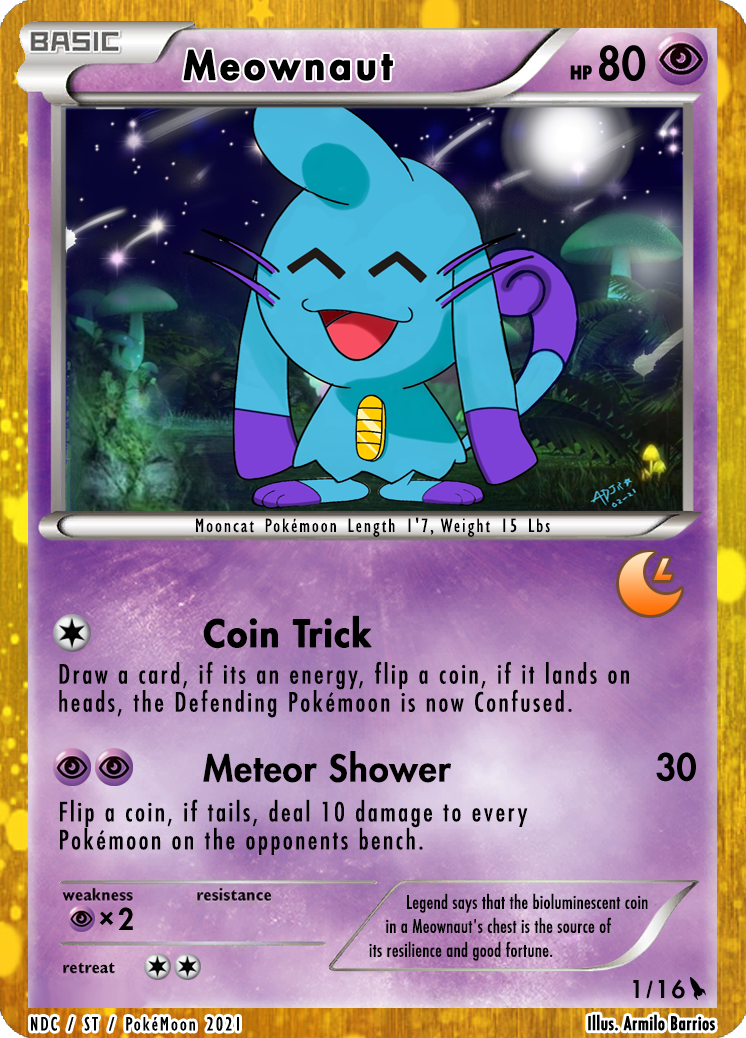 BASIC
Meownaut
HP 80
ADJr
02-21
Mooncat Pokémoon Length 1'7, Weight 15 Lbs
L
Coin Trick
Draw a card, if its an energy, flip a coin, if it lands on
heads, the Defending Pokémoon is now Confused.
Meteor Shower 30
Flip a coin, if tails, deal 10 damage to every
Pokémoon on the opponents bench.
weakness resistance
×2
retreat
Legend says that the bioluminescent coin
in a Meownaut's chest is the source of
its resilience and good fortune.
1/16
NDC / ST / PokéMoon 2021
Illus. Armilo Barrios